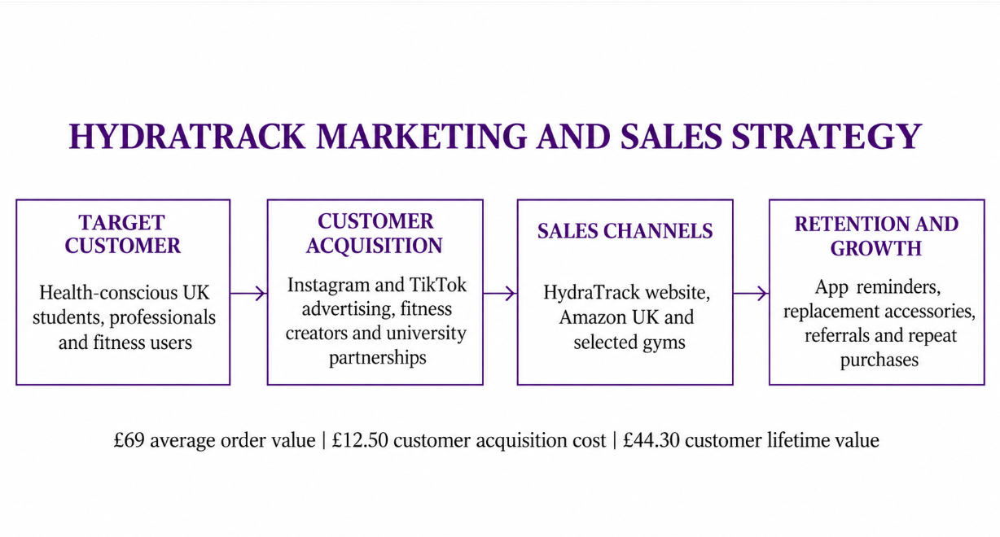 HYDRATRACK MARKETING AND SALES STRATEGY
TARGET
CUSTOMER
Health-conscious UK
students, professionals
and fitness users
CUSTOMER
ACQUISITION
Instagram and TikTok
advertising, fitness
creators and university
partnerships
SALES CHANNELS
HydraTrack website,
Amazon UK and
selected gyms
RETENTION AND
GROWTH
App reminders,
replacement accessories,
referrals and repeat
purchases
£69 average order value | £12.50 customer acquisition cost | £44.30 customer lifetime value